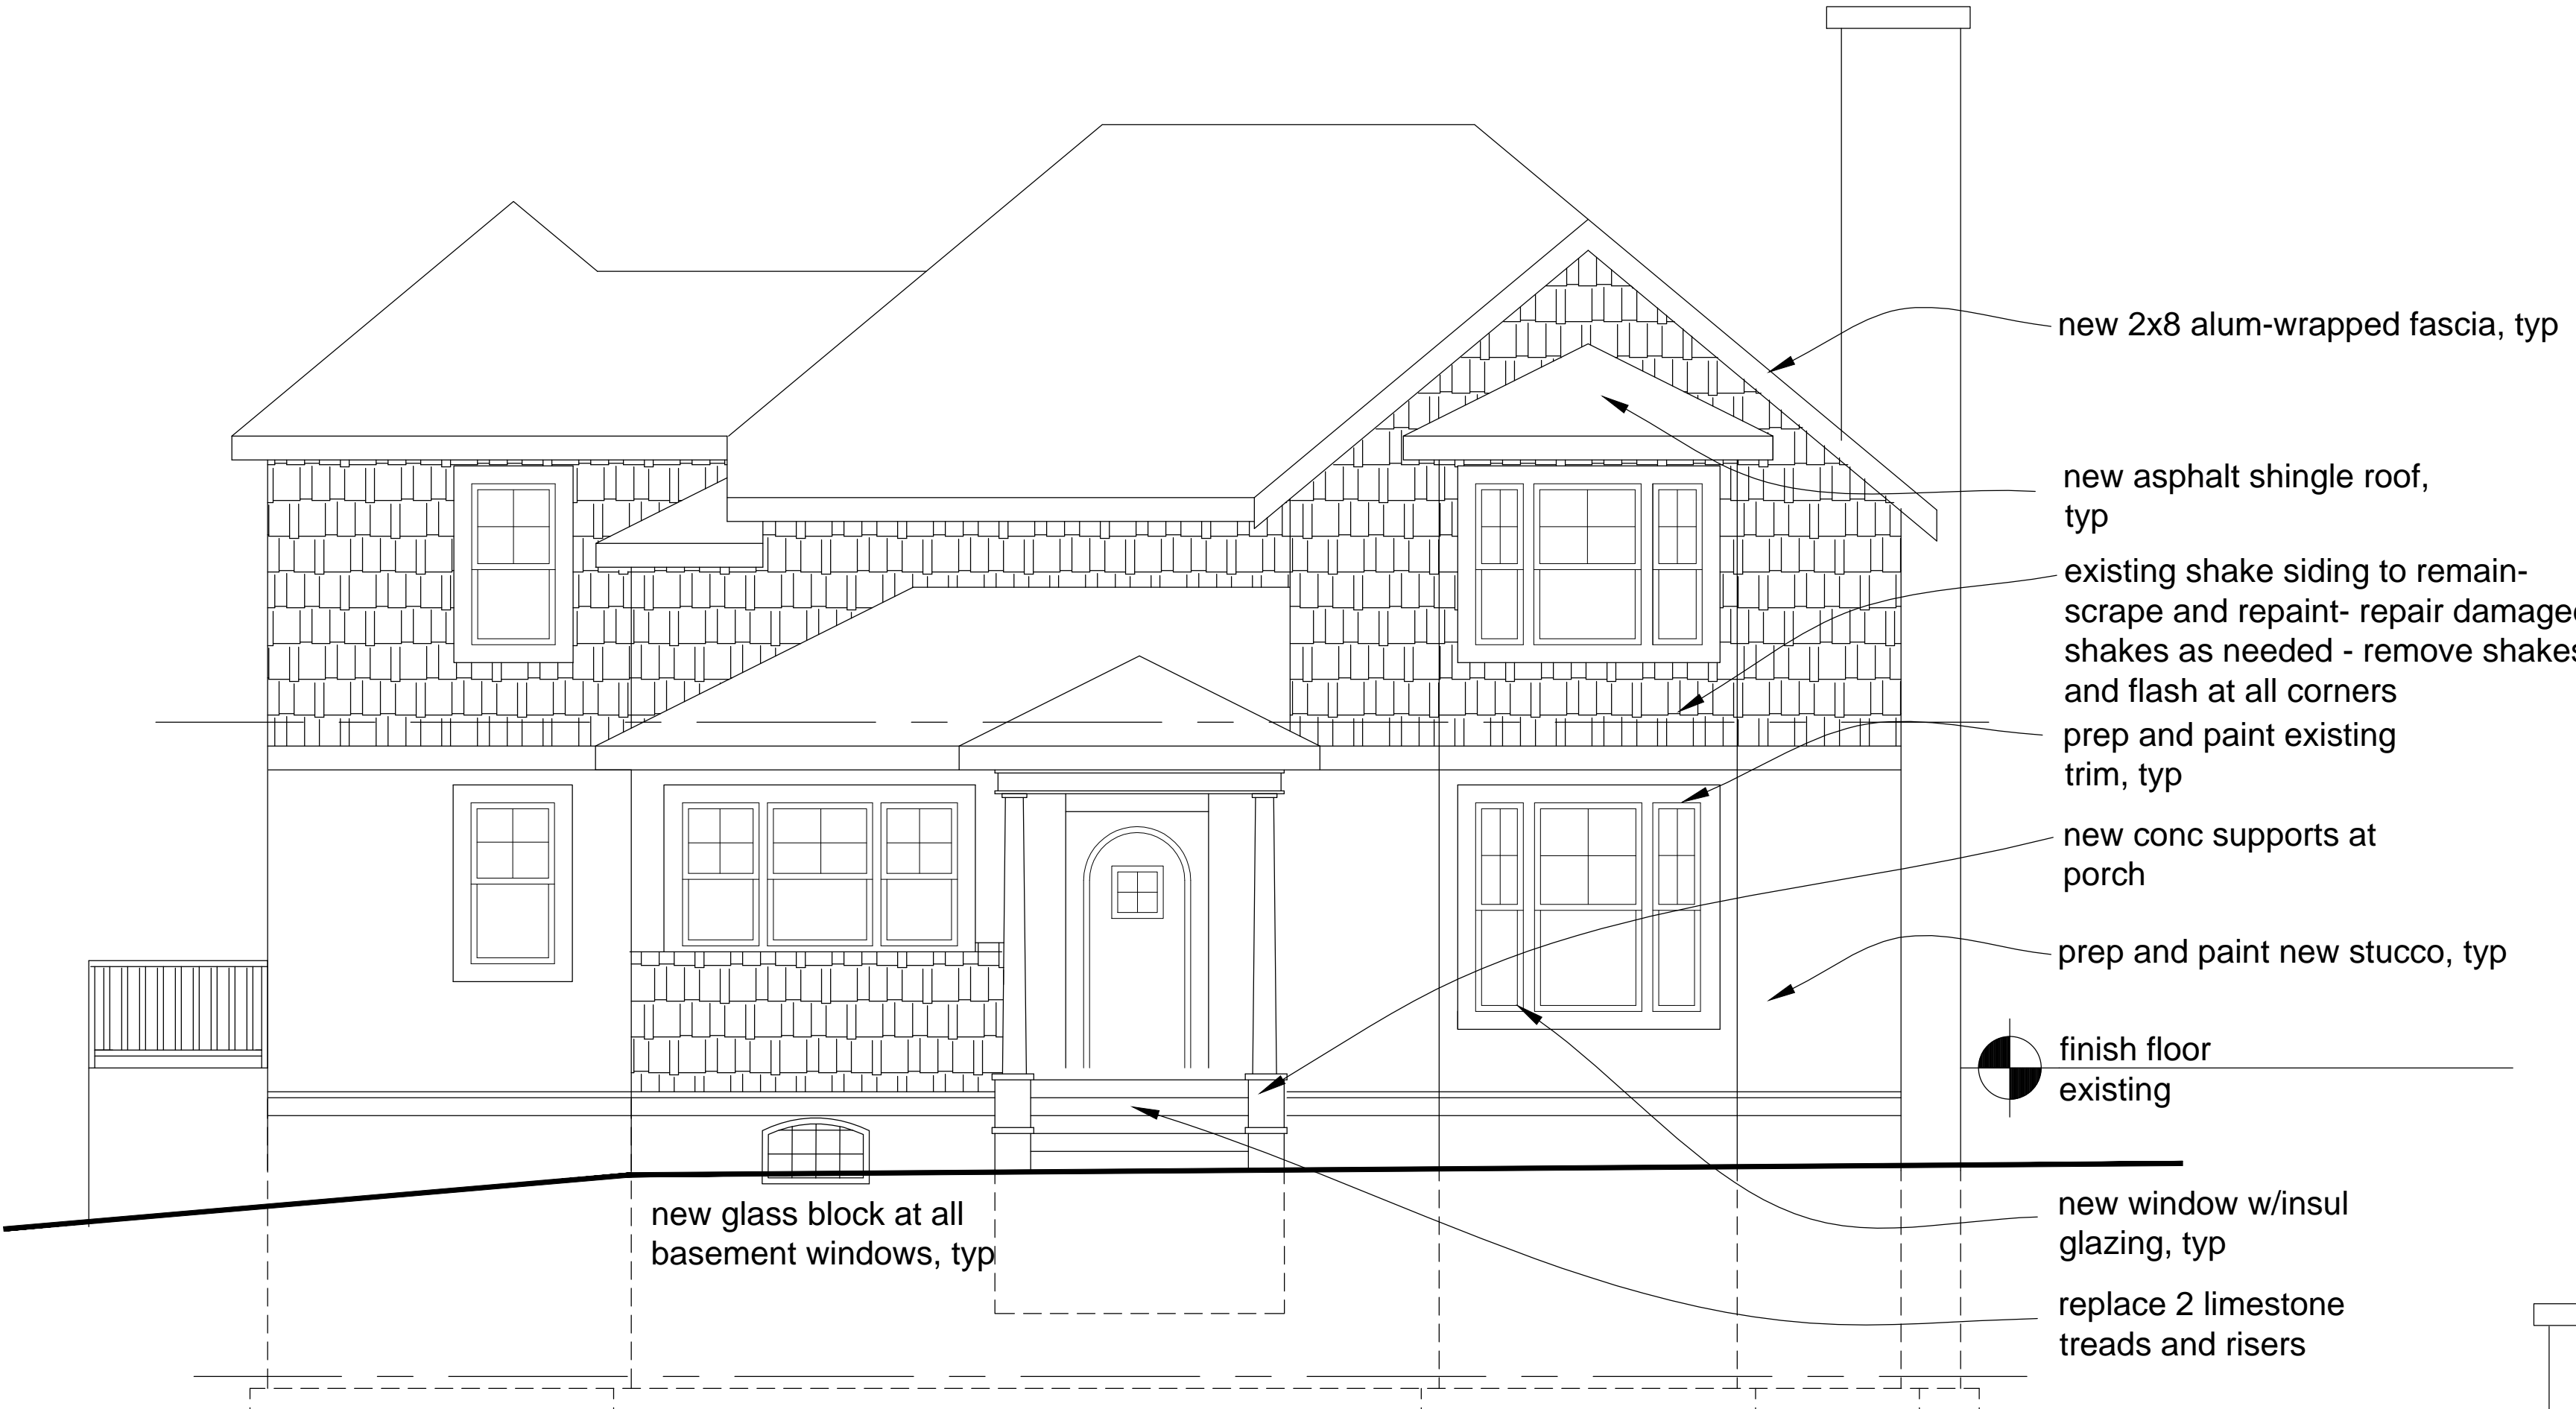 new 2x8 alum-wrapped fascia, typ
new asphalt shingle roof,
typ
existing shake siding to remain-
scrape and repaint- repair damaged
shakes as needed - remove shakes
and flash at all corners
prep and paint existing
trim, typ
new conc supports at
porch
prep and paint new stucco, typ
finish floor
existing
new window w/insul
glazing, typ
replace 2 limestone
treads and risers
new glass block at all
basement windows, typ